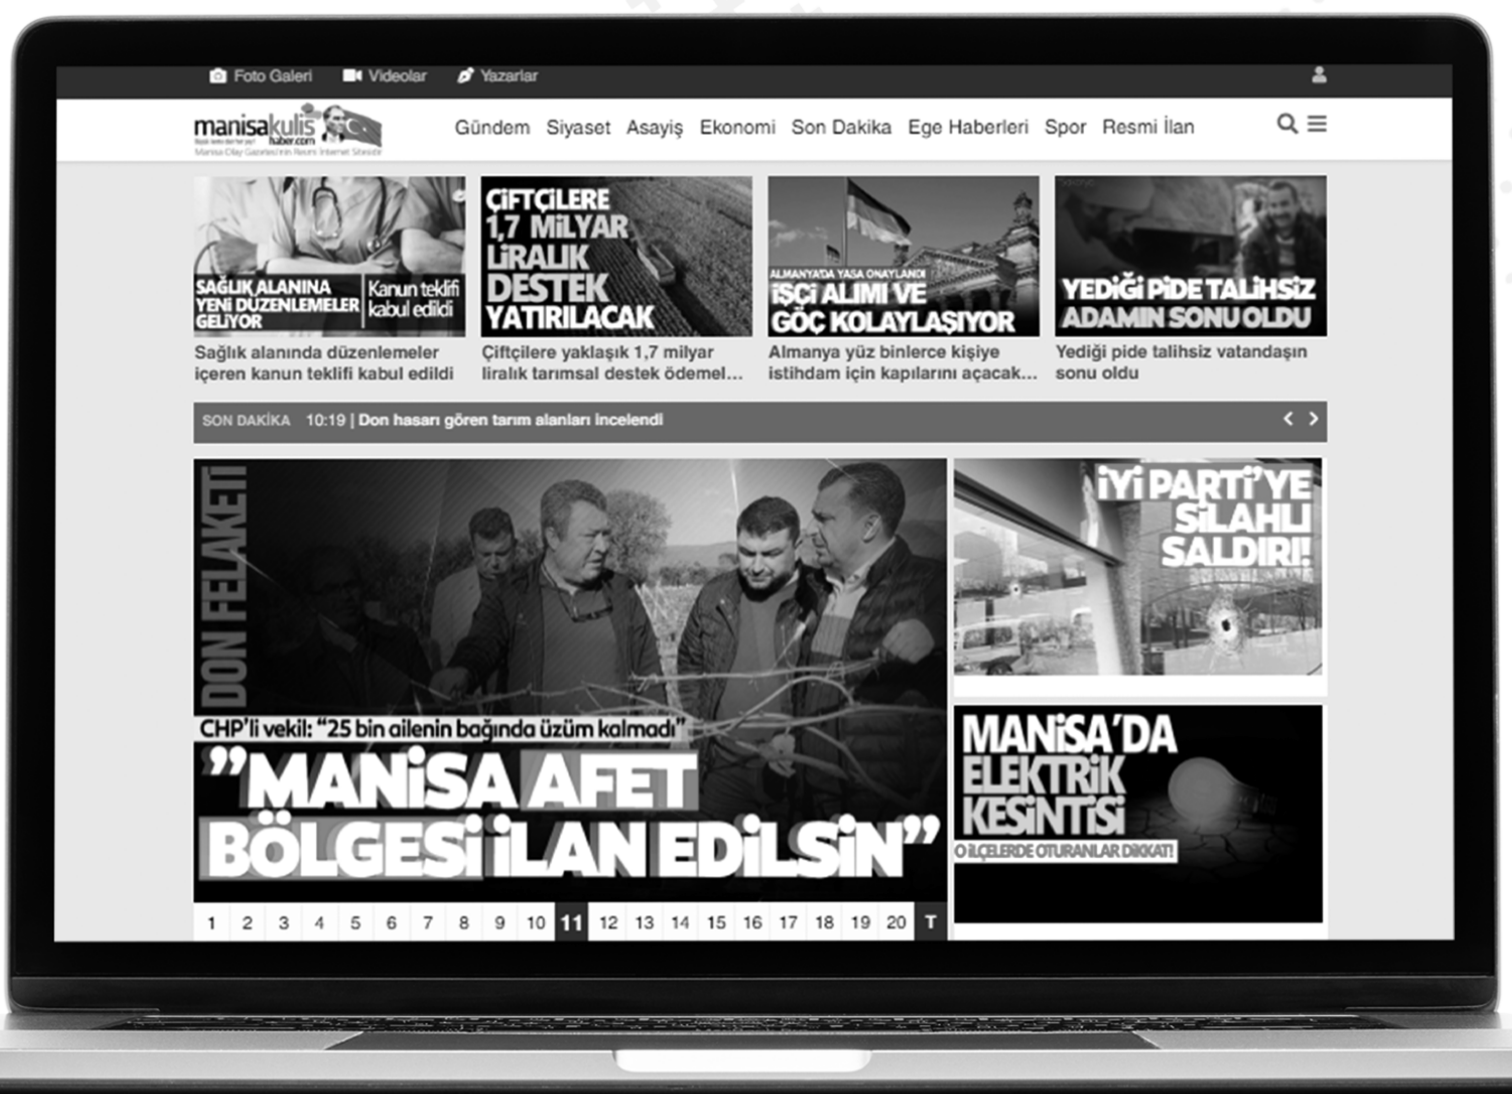 Foto Galeri Videolar Yazarlar
manisakulis
haber.com
Manisa Olay Gazetesi'nin Resmi İnternet Sitesidir
Gündem Siyaset Asayiş Ekonomi Son Dakika Ege Haberleri Spor Resmi İlan
SAĞLIK ALANINA
YENİ DÜZENLEMELER
GELİYOR
Kanun teklifi
kabul edildi
Sağlık alanında düzenlemeler
içeren kanun teklifi kabul edildi
ÇİFTÇİLERE
1,7 MİLYAR
LİRALIK
DESTEK
YATIRILACAK
Çiftçilere yaklaşık 1,7 milyar
liralık tarımsal destek ödemel...
ALMANYA'DA YASA ONAYLANDI
İŞÇİ ALIMI VE
GÖÇ KOLAYLAŞIYOR
Almanya yüz binlerce kişiye
istihdam için kapılarını açacak...
YEDİĞİ PİDE TALİHSİZ
ADAMIN SONU OLDU
Yediği pide talihsiz vatandaşın
sonu oldu
SON DAKİKA 10:19 | Don hasarı gören tarım alanları incelendi
DON FELAKETİ
CHP'li vekil: “25 bin ailenin bağında üzüm kalmadı”
”MANİSA AFET
BÖLGESİ İLAN EDİLSİN”
1 2 3 4 5 6 7 8 9 10 11 12 13 14 15 16 17 18 19 20 T
İYİ PARTİ’YE
SİLAHLI
SALDIRI!
MANİSA’DA
ELEKTRİK
KESİNTİSİ
O İLÇELERDE OTURANLAR DİKKAT!